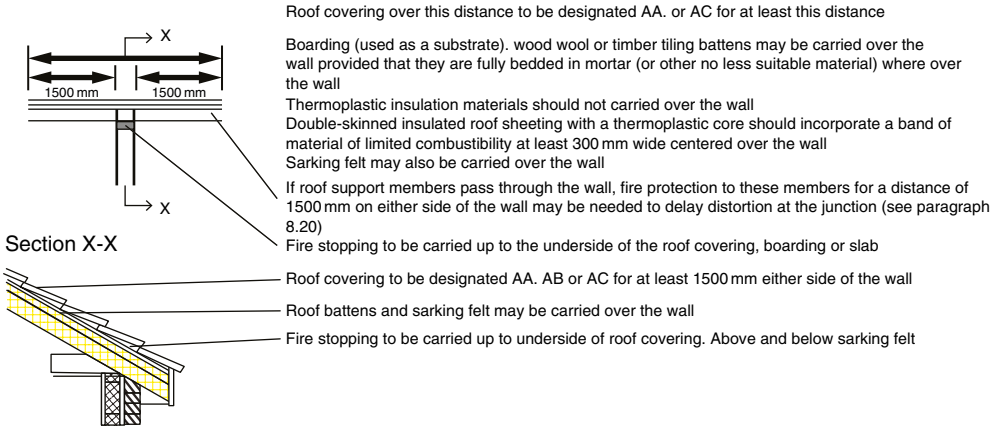 Roof covering over this distance to be designated AA. or AC for at least this distance
X
Boarding (used as a substrate). wood wool or timber tiling battens may be carried over the
wall provided that they are fully bedded in mortar (or other no less suitable material) where over
the wall
1500 mm
1500 mm
Thermoplastic insulation materials should not carried over the wall
Double-skinned insulated roof sheeting with a thermoplastic core should incorporate a band of
material of limited combustibility at least 300 mm wide centered over the wall
Sarking felt may also be carried over the wall
If roof support members pass through the wall, fire protection to these members for a distance of
1500 mm on either side of the wall may be needed to delay distortion at the junction (see paragraph
8.20)
X
Fire stopping to be carried up to the underside of the roof covering, boarding or slab
Section X-X
Roof covering to be designated AA. AB or AC for at least 1500 mm either side of the wall
Roof battens and sarking felt may be carried over the wall
Fire stopping to be carried up to underside of roof covering. Above and below sarking felt